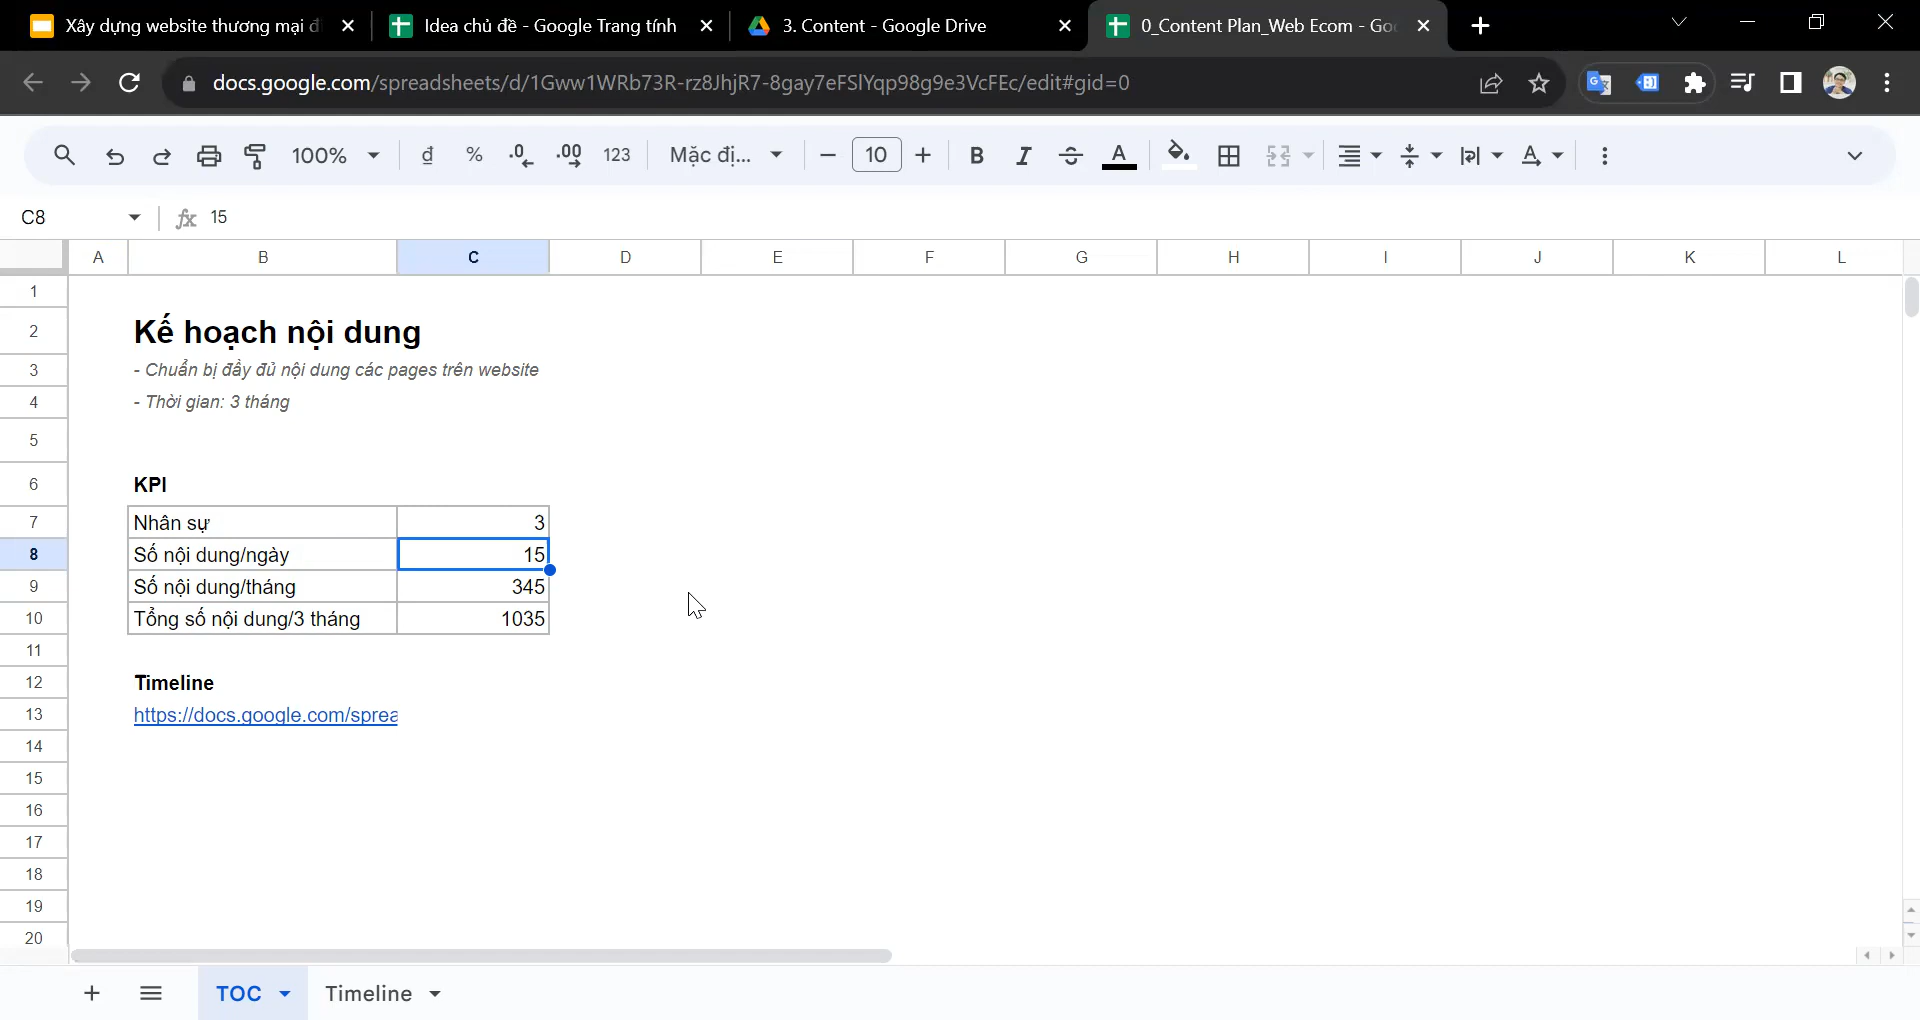 Xây dựng website thương mại đ
Idea chủ đề - Google Trang tính
3. Content - Google Drive
0_Content Plan_Web Ecom - Go
docs.google.com/spreadsheets/d/1Gww1WRb73R-rz8JhjR7-8gay7eFSlYqp98g9e3VcFEc/edit#gid=0
100% đ % .0 .00 123 Mặc đị... 10 B I S A
C8 fx 15
A B C D E F G H I J K L
1
2 Kế hoạch nội dung
3 - Chuẩn bị đầy đủ nội dung các pages trên website
4 - Thời gian: 3 tháng
5
6 KPI
7 Nhân sự 3
8 Số nội dung/ngày 15
9 Số nội dung/tháng 345
10 Tổng số nội dung/3 tháng 1035
11
12 Timeline
13 https://docs.google.com/sprea
14
15
16
17
18
19
20
TOC Timeline